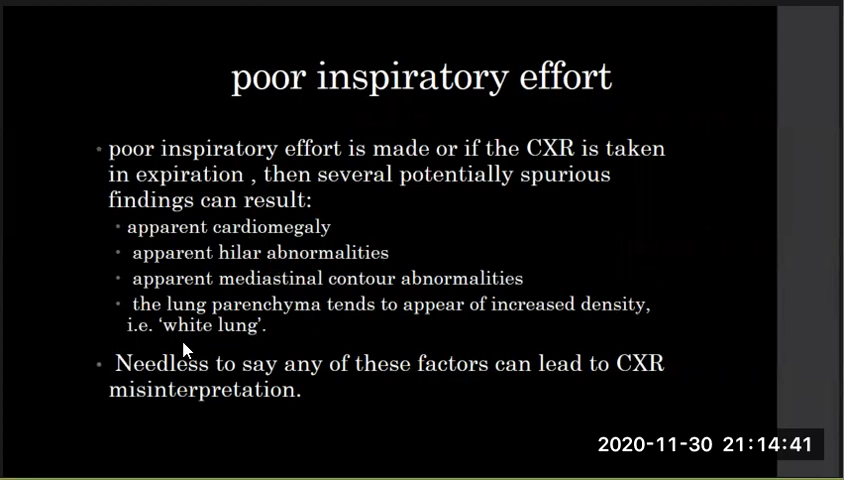 poor inspiratory effort
• poor inspiratory effort is made or if the CXR is taken
in expiration , then several potentially spurious
findings can result:
• apparent cardiomegaly
• apparent hilar abnormalities
• apparent mediastinal contour abnormalities
• the lung parenchyma tends to appear of increased density,
i.e. ‘white lung’.
• Needless to say any of these factors can lead to CXR
misinterpretation.
2020-11-30 21:14:41